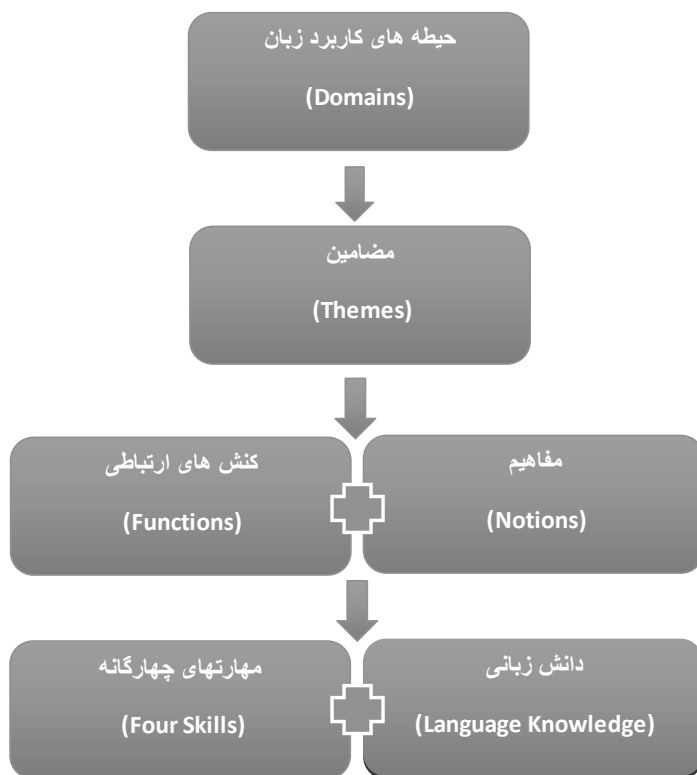 حیطه های کاربرد زبان
(Domains)
مضامین
(Themes)
مفاهیم
(Notions)
کنش های ارتباطی
(Functions)
دانش زبانی
(Language Knowledge)
مهارتهای چهارگانه
(Four Skills)